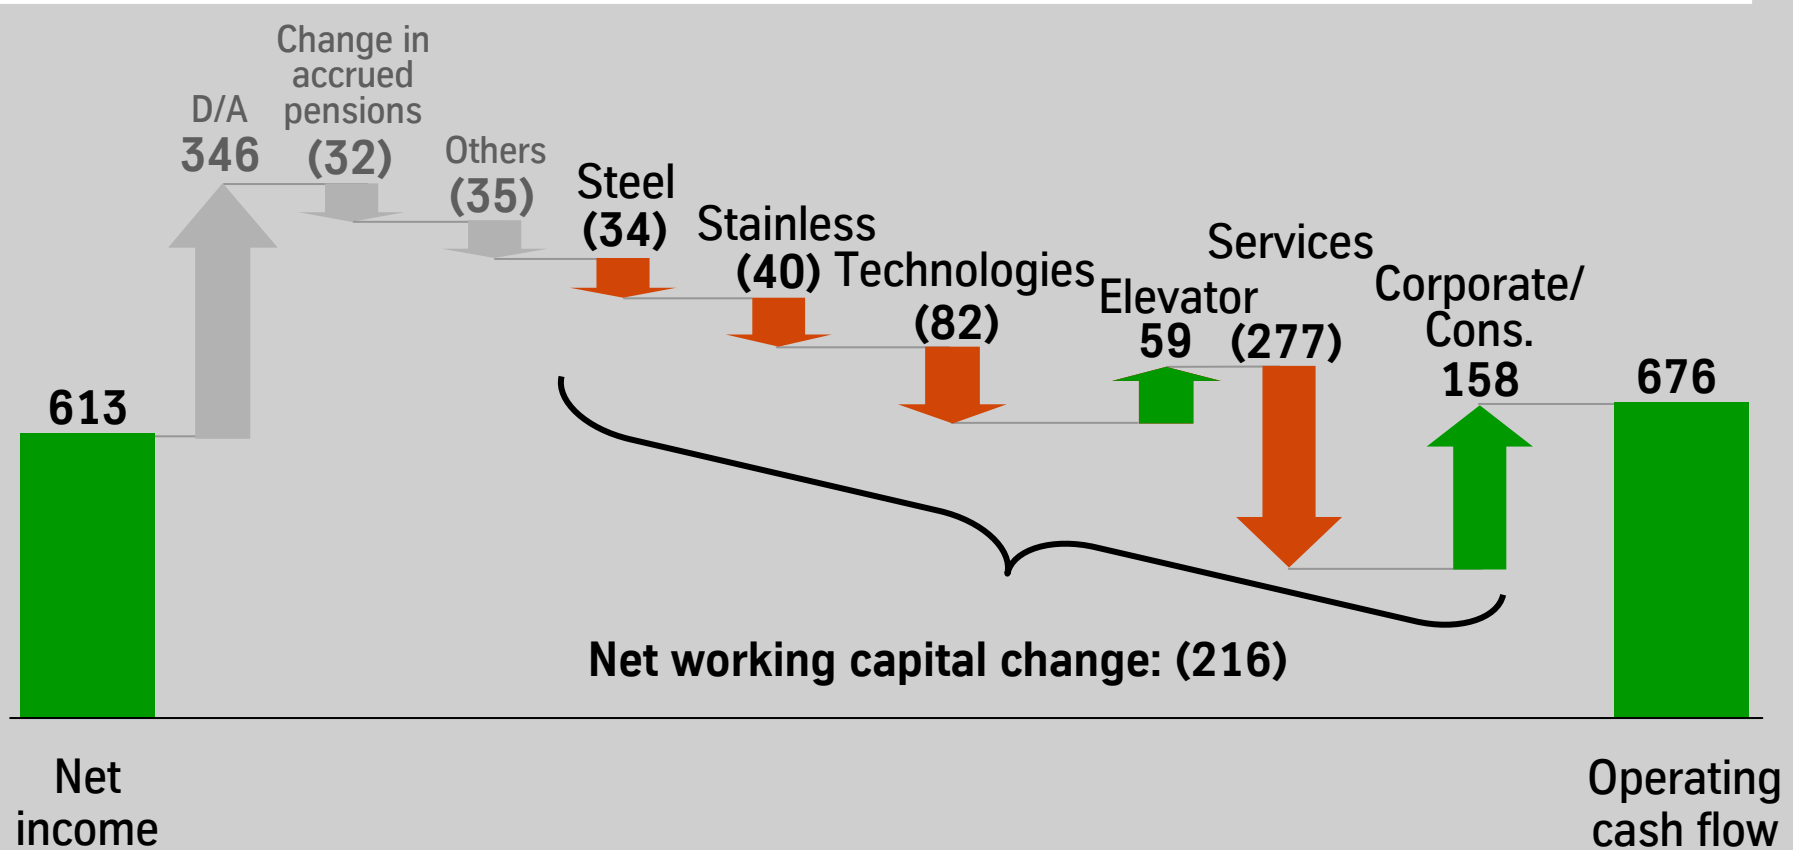 613
D/A
346
Change in
accrued
pensions
(32)
Others
(35)
Steel
(34)
Stainless
(40)
Technologies
(82)
Elevator
59
Services
(277)
Corporate/
Cons.
158
676
Net working capital change: (216)
Net
income
Operating
cash flow